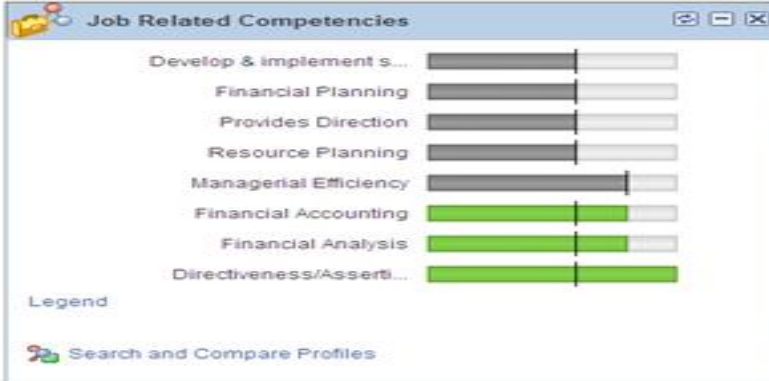 Job Related Competencies
Develop & implement s...
Financial Planning
Provides Direction
Resource Planning
Managerial Efficiency
Financial Accounting
Financial Analysis
Directiveness/Asserti...
Legend
Search and Compare Profiles